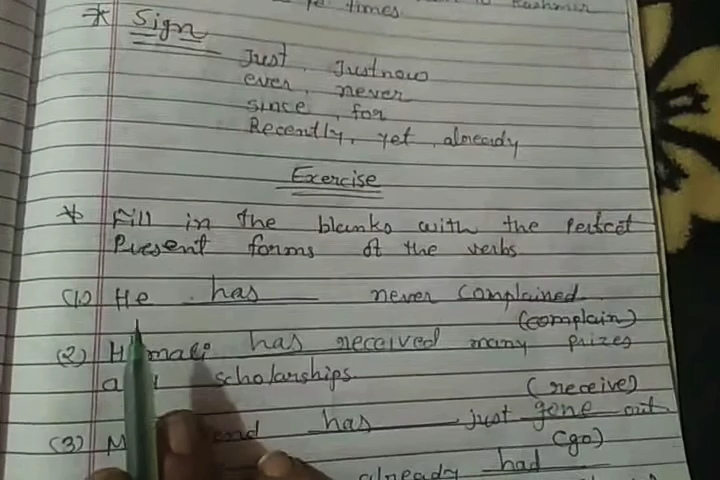 times
* Sign
Just, Justnow
ever, never
since, for
Recently, yet, already
Exercise
* Fill in the blanks with the perfect
Present forms of the verbs
(1) He has never complained
(complain)
(2) has received many prizes
scholarships
(receive)
(3) has just gone out
(go)
already had